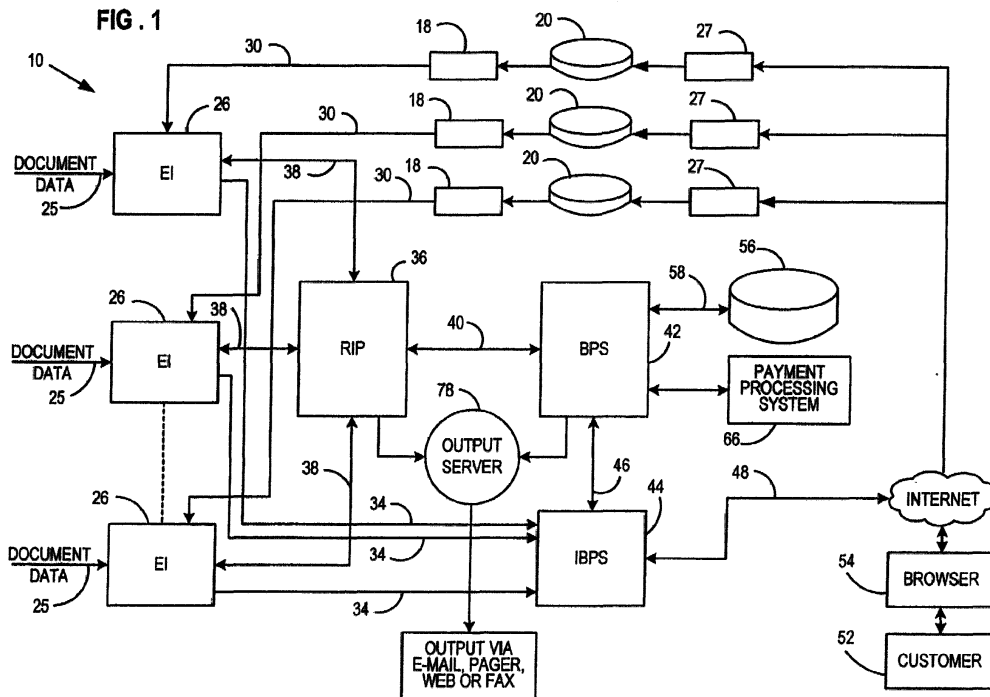 FIG . 1
10
30
18
20
27
26
30
18
20
27
DOCUMENT
DATA
25
EI
38
30
18
20
27
26
38
36
56
DOCUMENT
DATA
25
EI
RIP
40
BPS
58
42
PAYMENT
PROCESSING
SYSTEM
66
78
OUTPUT
SERVER
38
46
48
INTERNET
26
34
44
DOCUMENT
DATA
25
EI
34
IBPS
54
BROWSER
34
52
CUSTOMER
OUTPUT VIA
E-MAIL, PAGER,
WEB OR FAX